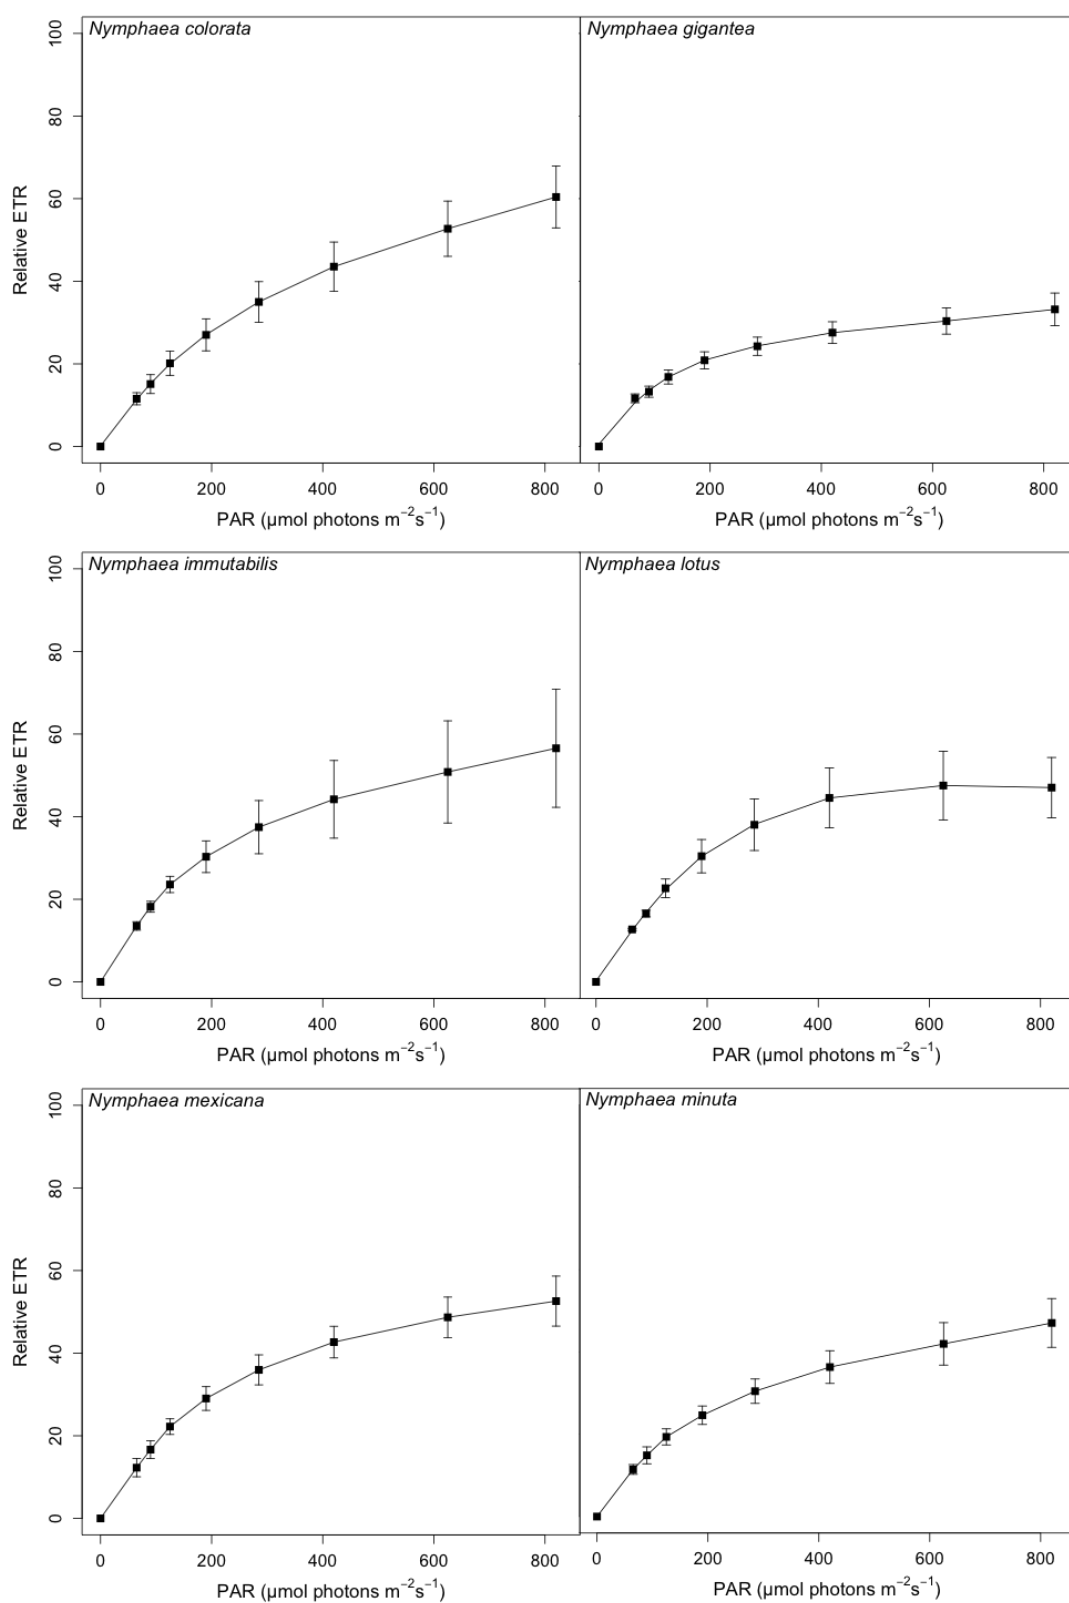 Nymphaea colorata
Nymphaea gigantea
Relative ETR
100
80
60
40
20
0
0 200 400 600 800
0 200 400 600 800
PAR (µmol photons m−2s−1)
PAR (µmol photons m−2s−1)
Nymphaea immutabilis
Nymphaea lotus
Relative ETR
100
80
60
40
20
0
0 200 400 600 800
0 200 400 600 800
PAR (µmol photons m−2s−1)
PAR (µmol photons m−2s−1)
Nymphaea mexicana
Nymphaea minuta
Relative ETR
100
80
60
40
20
0
0 200 400 600 800
0 200 400 600 800
PAR (µmol photons m−2s−1)
PAR (µmol photons m−2s−1)